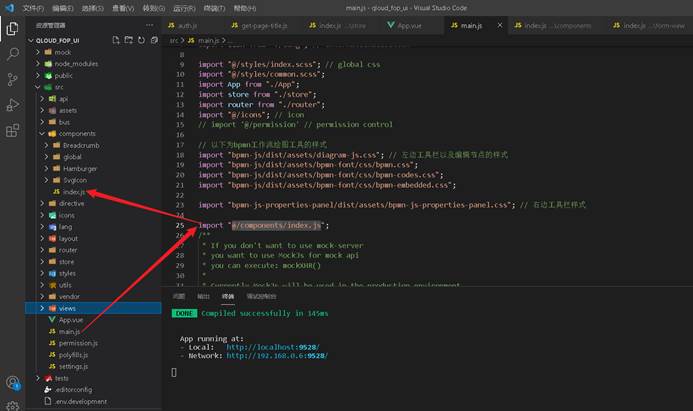 文件(F) 编辑(E) 选择(S) 查看(V) 转到(G) 运行(R) 终端(T) 帮助(H)
main.js - qloud_fop_ui - Visual Studio Code
资源管理器
QLOUD_FOP_UI
mock
node_modules
public
src
api
assets
bus
components
Breadcrumb
global
Hamburger
SvgIcon
index.js
directive
icons
lang
layout
router
store
styles
utils
vendor
views
App.vue
main.js
permission.js
polyfills.js
settings.js
tests
.editorconfig
.env.development
auth.js
get-page-title.js
index.js ...\store
App.vue
main.js
index.js ...\components
index.js ...\form-view
src > main.js > ...
8
9 import "@/styles/index.scss"; // global css
10 import "@/styles/common.scss";
11 import App from "./App";
12 import store from "./store";
13 import router from "./router";
14 import "@/icons"; // icon
15 // import '@/permission' // permission control
16
17 // 以下为bpmn工作流绘图工具的样式
18 import "bpmn-js/dist/assets/diagram-js.css"; // 左边工具栏以及编辑节点的样式
19 import "bpmn-js/dist/assets/bpmn-font/css/bpmn.css";
20 import "bpmn-js/dist/assets/bpmn-font/css/bpmn-codes.css";
21 import "bpmn-js/dist/assets/bpmn-font/css/bpmn-embedded.css";
22
23 import "bpmn-js-properties-panel/dist/assets/bpmn-js-properties-panel.css"; // 右边工具栏样式
24
25 import "@/components/index.js";
26 /**
27 * If you don't want to use mock-server
28 * you want to use MockJs for mock api
29 * you can execute: mockXHR()
30 *
31 * Currently MockJs will be used in the production environment,
问题 输出 终端 调试控制台
DONE Compiled successfully in 145ms
App running at:
- Local: http://localhost:9528/
- Network: http://192.168.0.6:9528/
1